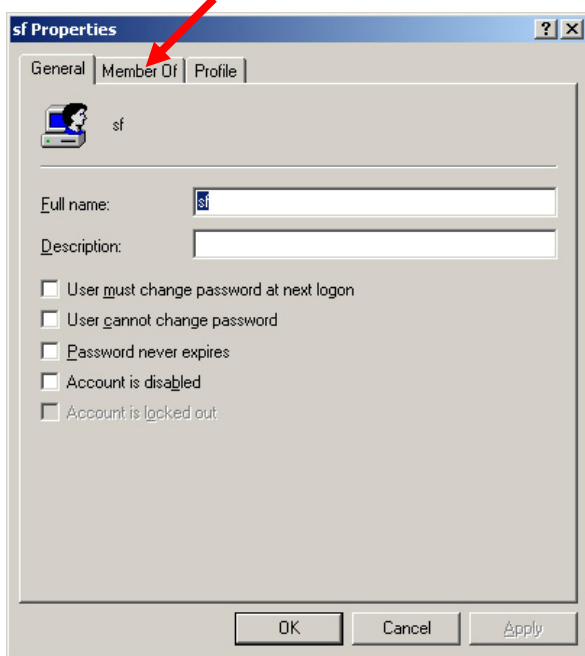 sf Properties
General Member Of Profile
sf
Full name: sf
Description:
User must change password at next logon
User cannot change password
Password never expires
Account is disabled
Account is locked out
OK Cancel Apply